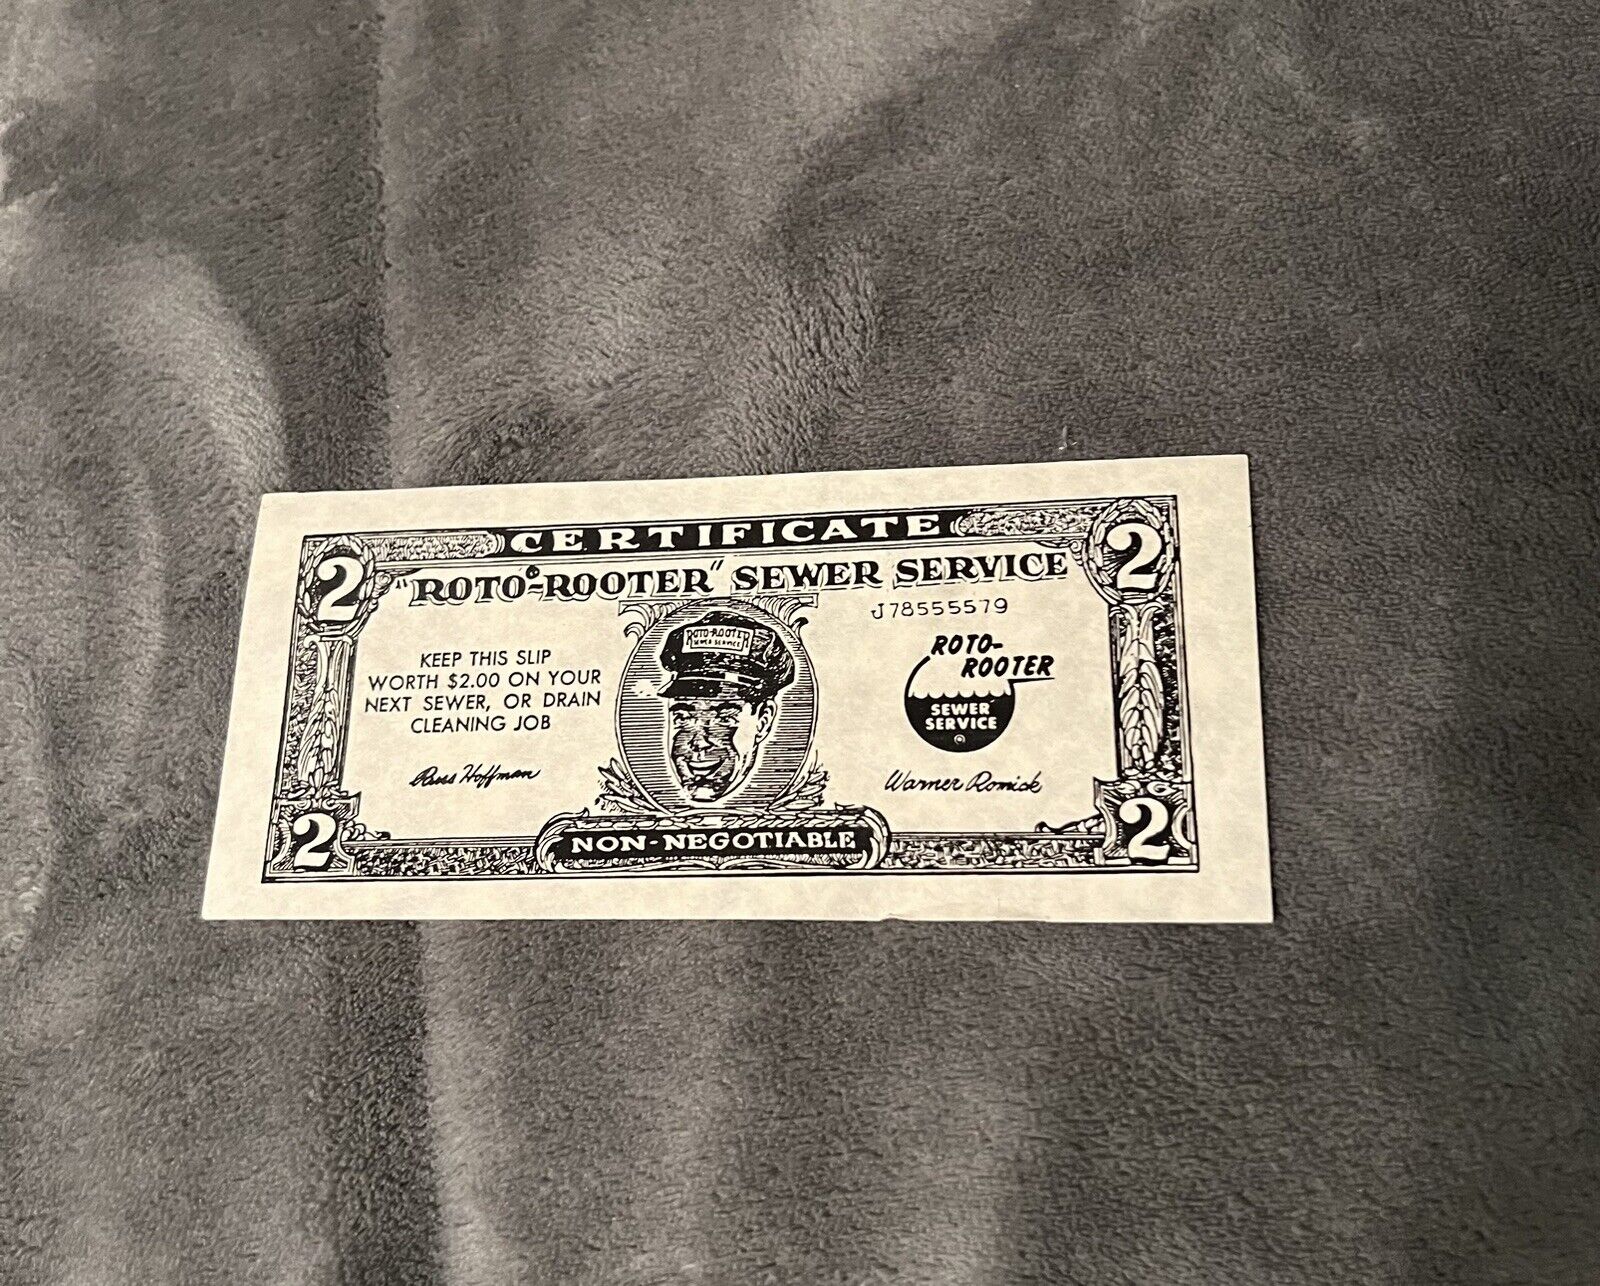 CERTIFICATE
2 2
"ROTO®-ROOTER" SEWER SERVICE
J78555579
ROTO-ROOTER
SEWER SERVICE
KEEP THIS SLIP
WORTH $2.00 ON YOUR
NEXT SEWER, OR DRAIN
CLEANING JOB
ROTO-
ROOTER
SEWER
SERVICE
®
Russ Hoffman
Warner Romick
2 2
NON-NEGOTIABLE